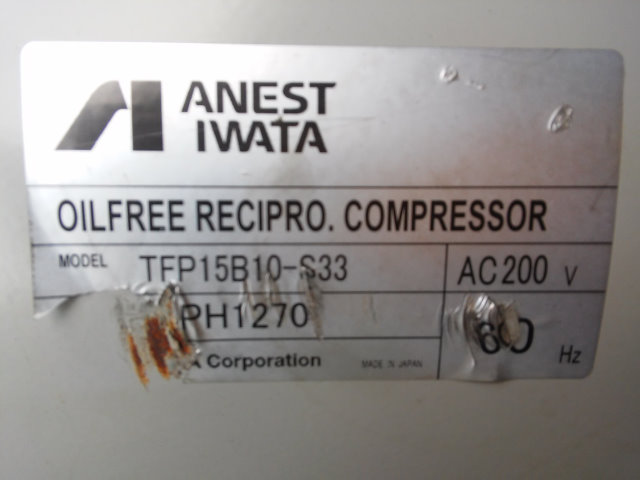 ANEST
IWATA
OILFREE RECIPRO. COMPRESSOR
MODEL TFP15B10-S33 AC200 V
PH1270 60 Hz
A Corporation MADE IN JAPAN